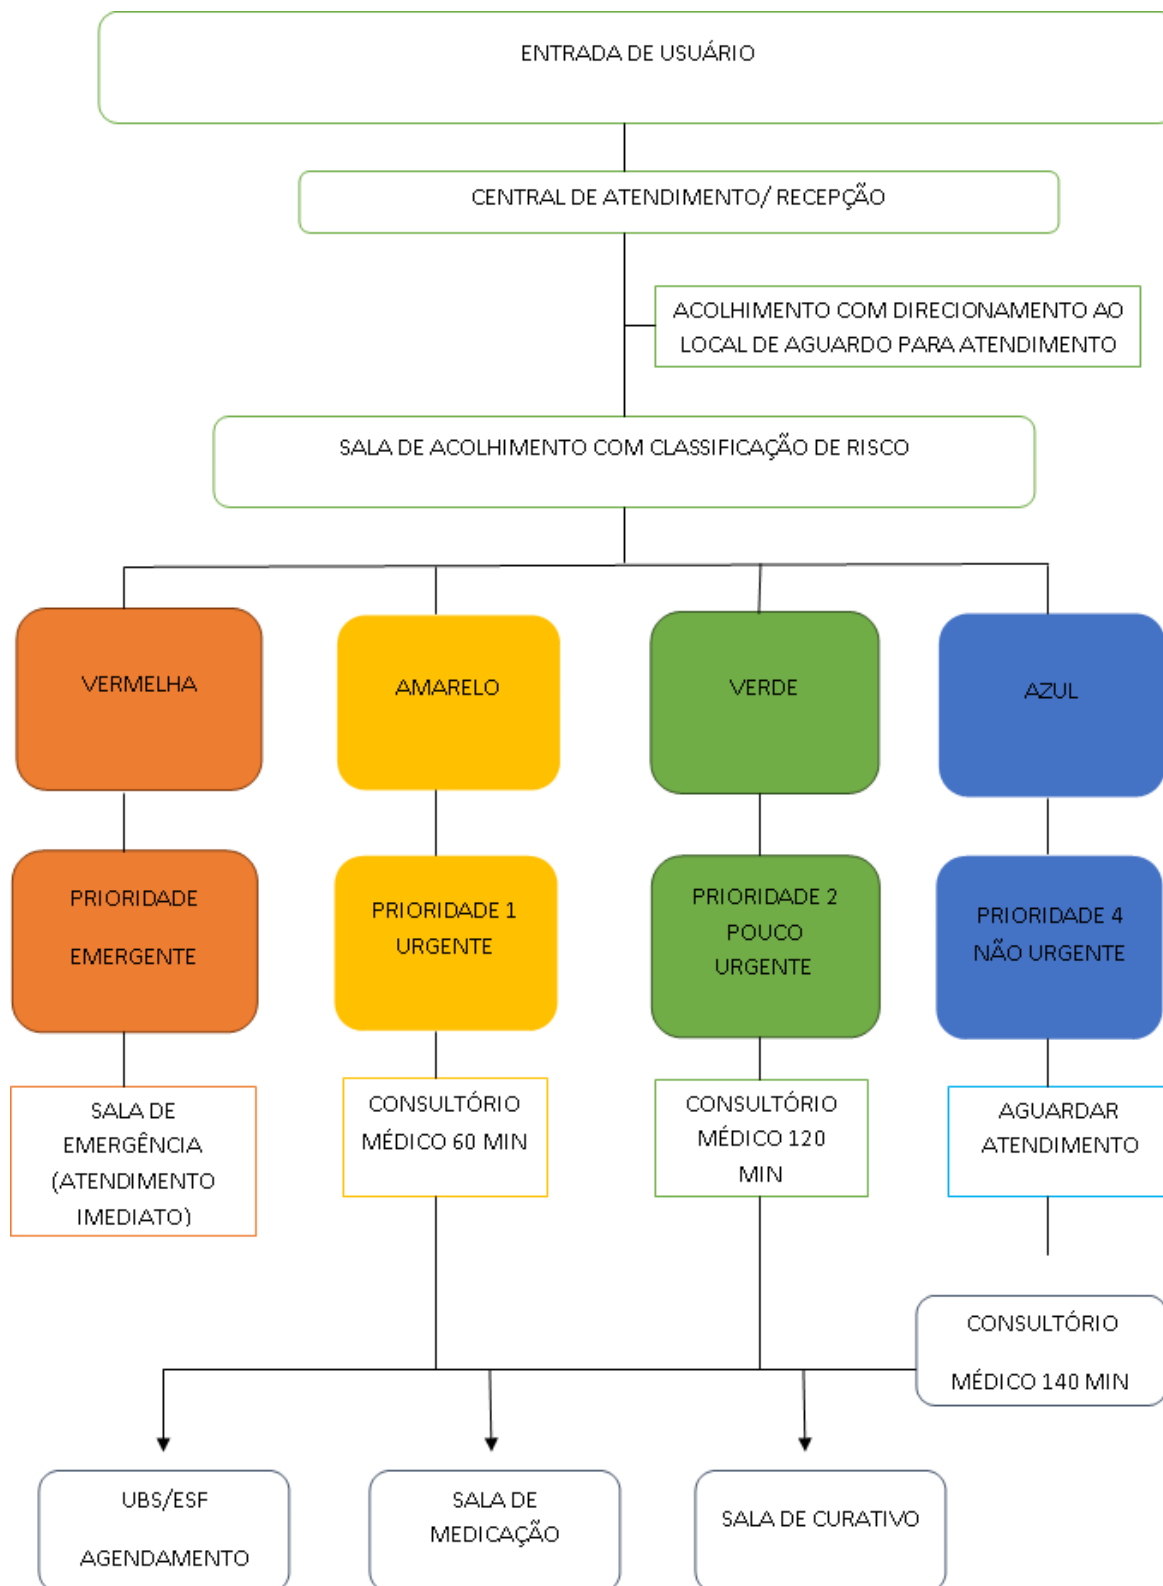 ENTRADA DE USUÁRIO
CENTRAL DE ATENDIMENTO/ RECEPÇÃO
ACOLHIMENTO COM DIRECIONAMENTO AO
LOCAL DE AGUARDO PARA ATENDIMENTO
SALA DE ACOLHIMENTO COM CLASSIFICAÇÃO DE RISCO
VERMELHA
AMARELO
VERDE
AZUL
PRIORIDADE
EMERGENTE
PRIORIDADE 1
URGENTE
PRIORIDADE 2
POUCO
URGENTE
PRIORIDADE 4
NÃO URGENTE
SALA DE
EMERGÊNCIA
(ATENDIMENTO
IMEDIATO)
CONSULTÓRIO
MÉDICO 60 MIN
CONSULTÓRIO
MÉDICO 120
MIN
AGUARDAR
ATENDIMENTO
CONSULTÓRIO
MÉDICO 140 MIN
UBS/ESF
AGENDAMENTO
SALA DE
MEDICAÇÃO
SALA DE CURATIVO